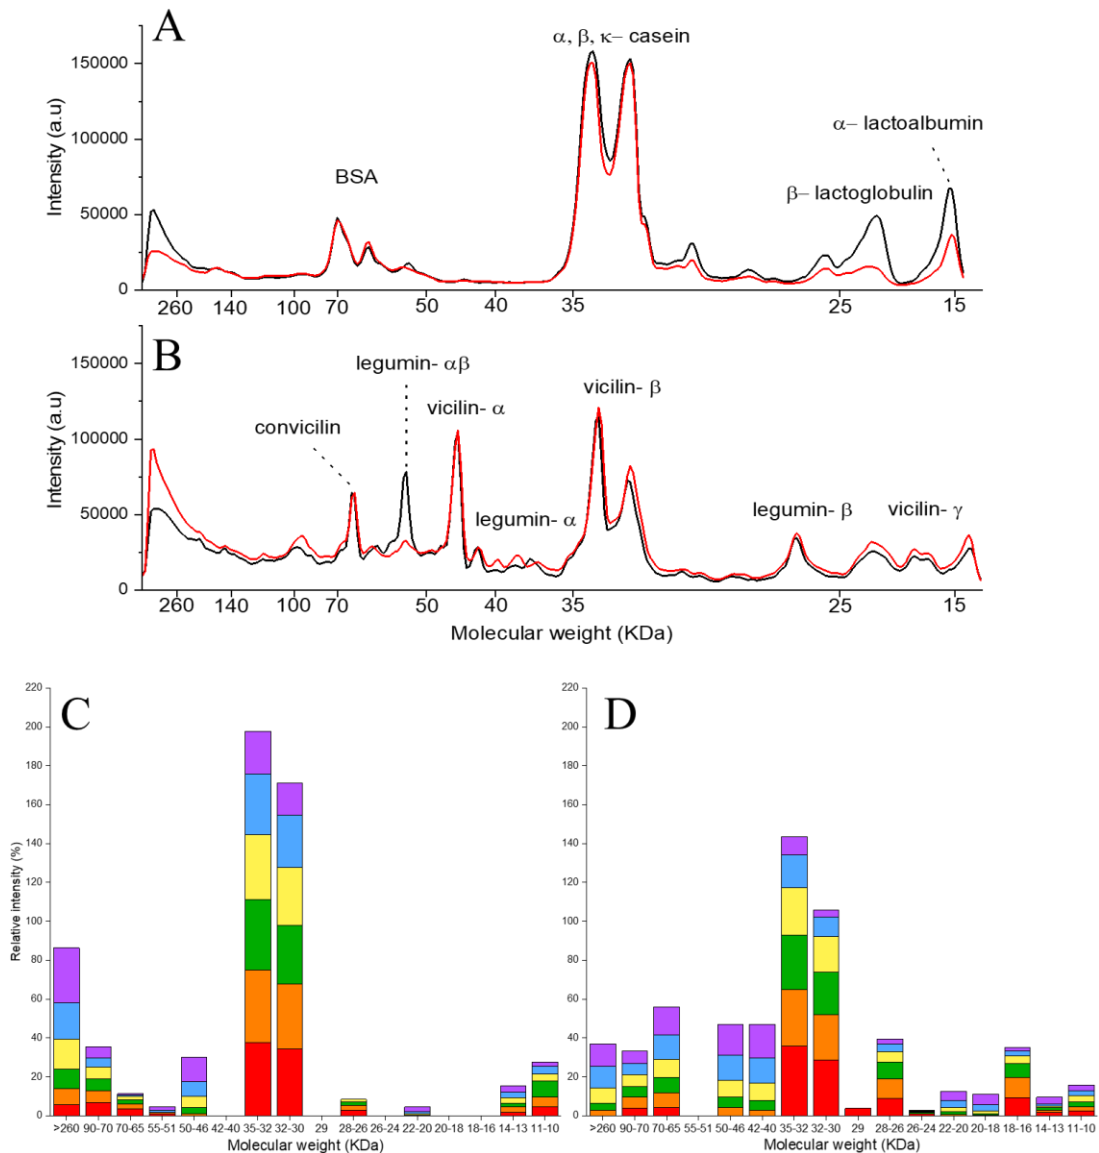 A
α, β, κ– casein
α– lactoalbumin
BSA
β– lactoglobulin
Intensity (a.u)
150000
100000
50000
0
260 140 100 70 50 40 35 25 15
B
legumin- αβ
vicilin- β
vicilin- α
convicilin
legumin- α
legumin- β
vicilin- γ
Intensity (a.u)
150000
100000
50000
0
260 140 100 70 50 40 35 25 15
Molecular weight (KDa)
C
Relative intensity (%)
220
200
180
160
140
120
100
80
60
40
20
0
>260 90-70 70-65 55-51 50-46 42-40 35-32 32-30 29 28-26 26-24 22-20 20-18 18-16 14-13 11-10
Molecular weight (KDa)
D
220
200
180
160
140
120
100
80
60
40
20
0
>260 90-70 70-65 55-51 50-46 42-40 35-32 32-30 29 28-26 26-24 22-20 20-18 18-16 14-13 11-10
Molecular weight (KDa)